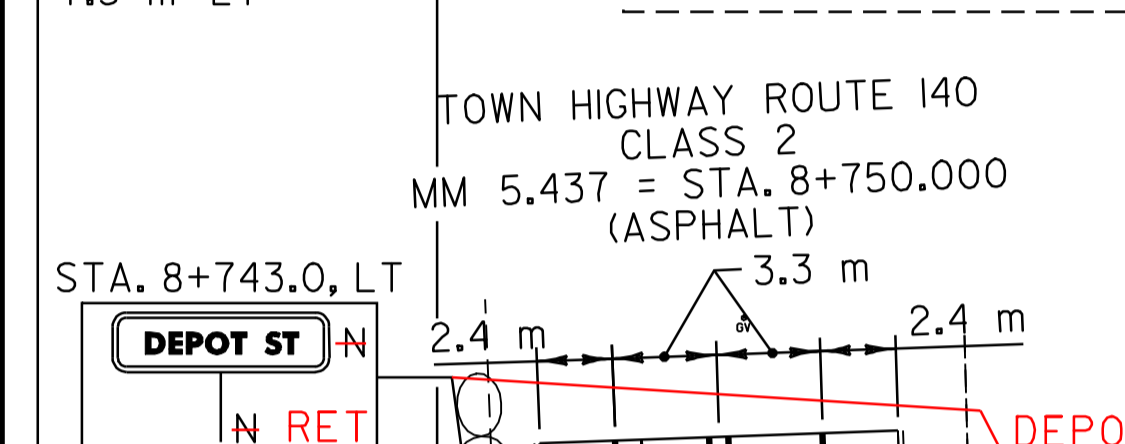 TOWN HIGHWAY ROUTE 140
CLASS 2
MM 5.437 = STA. 8+750.000
(ASPHALT)
STA. 8+743.0, LT
3.3 m
GV
DEPOT ST N
2.4 m
2.4 m
N RET
DEPO